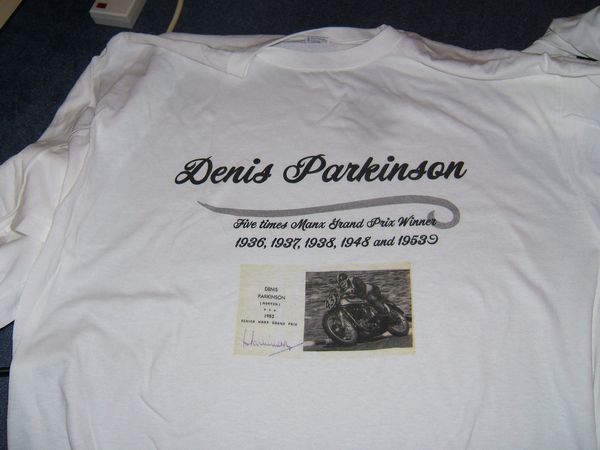 Denis Parkinson
Five times Manx Grand Prix Winner
1936, 1937, 1938, 1948 and 1953
DENIS
PARKINSON
(NORTON)
***
1953
SENIOR MANX GRAND PRIX